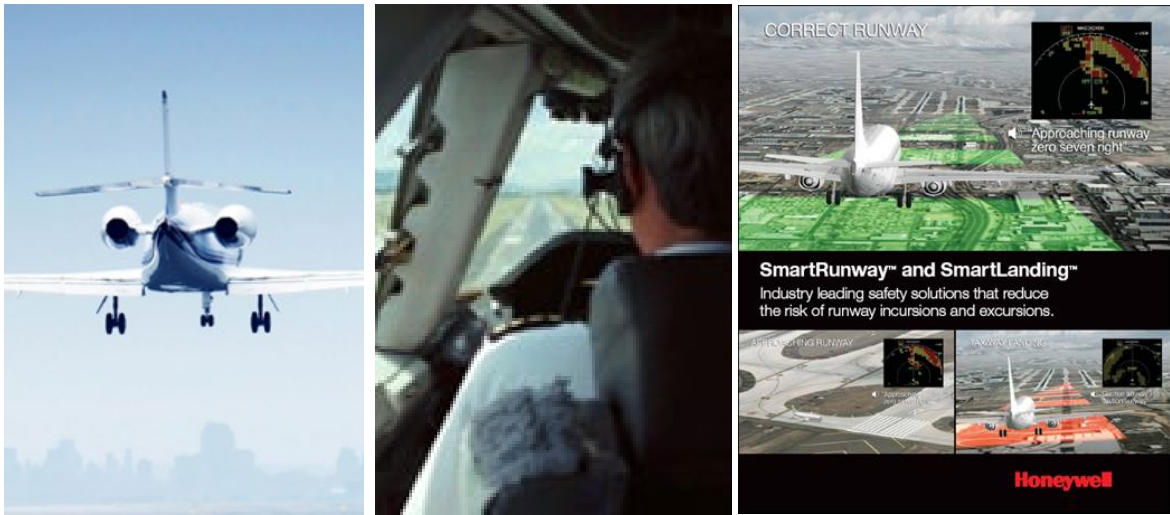 CORRECT RUNWAY
"Approaching runway
zero seven right"
SmartRunway™ and SmartLanding™
Industry leading safety solutions that reduce
the risk of runway incursions and excursions.
APPROACHING RUNWAY
TAXIWAY LANDING
"Approaching
Honeywell